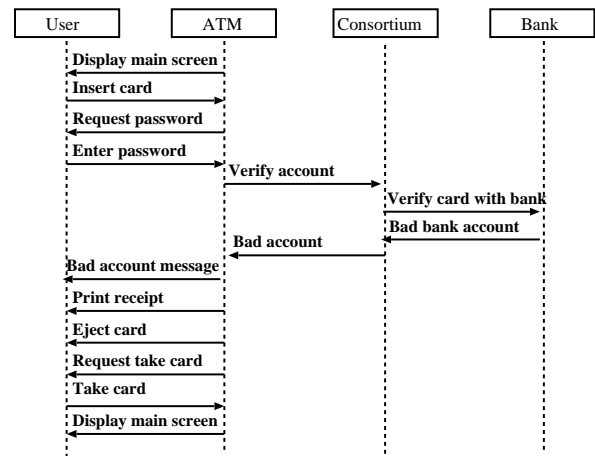 User
ATM
Consortium
Bank
Display main screen
Insert card
Request password
Enter password
Verify account
Verify card with bank
Bad bank account
Bad account
Bad account message
Print receipt
Eject card
Request take card
Take card
Display main screen